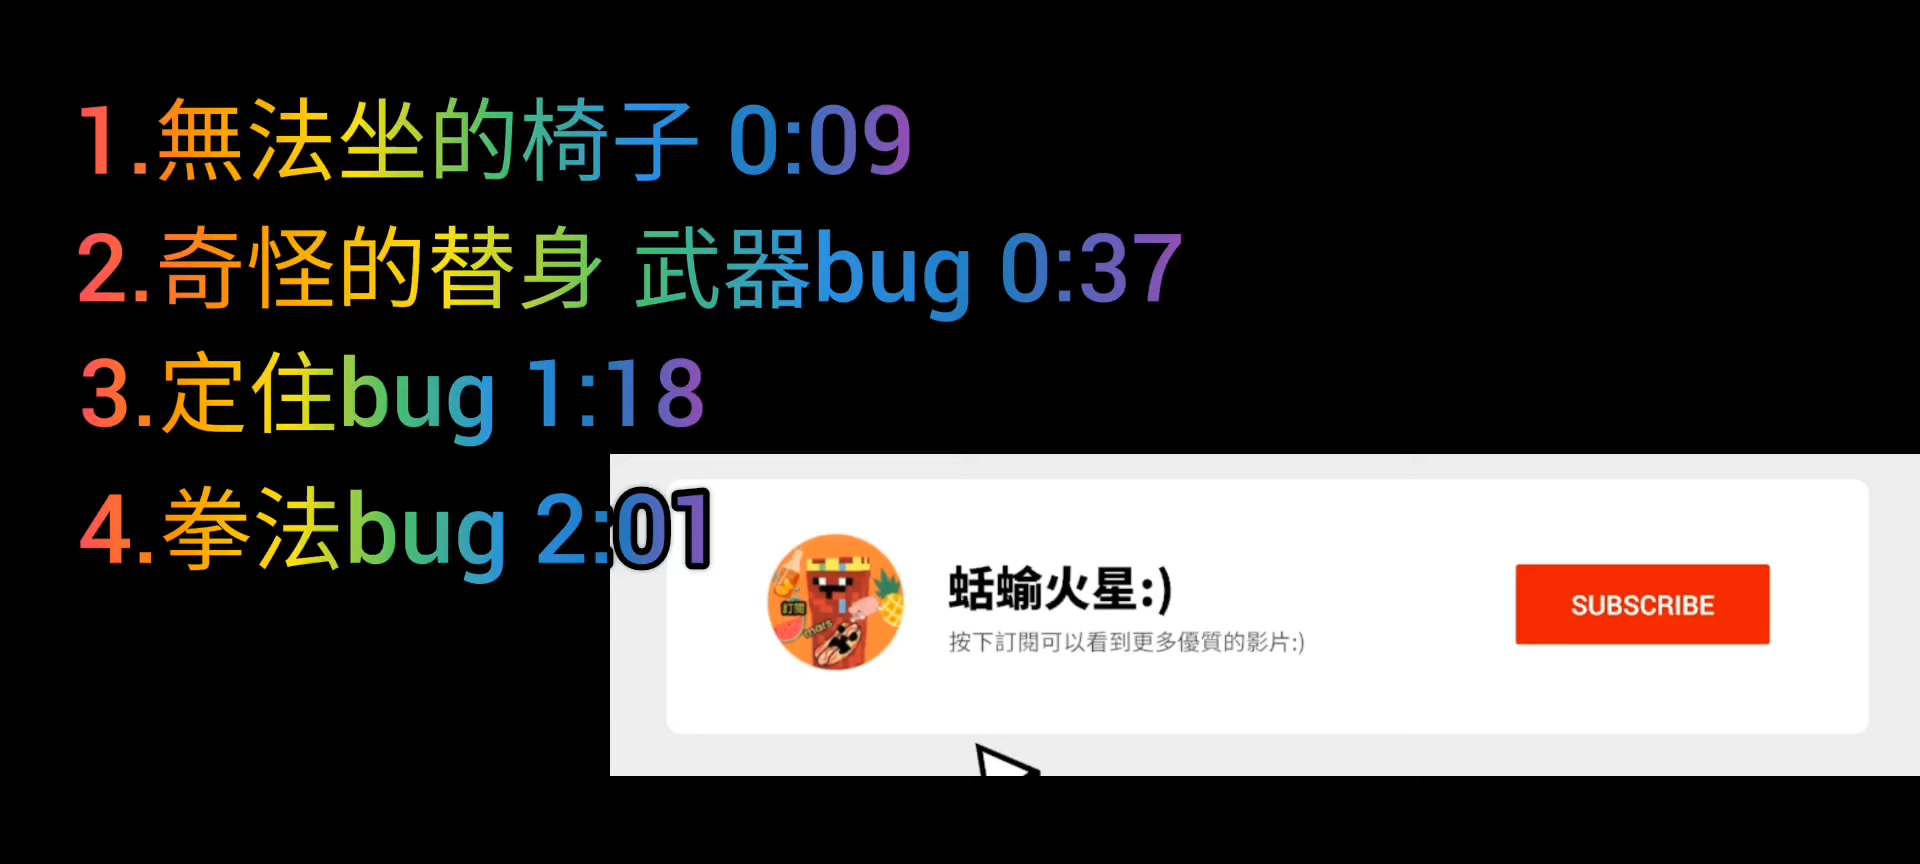 1.無法坐的椅子 0:09
2.奇怪的替身 武器bug 0:37
3.定住bug 1:18
4.拳法bug 2:01
蛞蝓火星:)
按下訂閱可以看到更多優質的影片:)
SUBSCRIBE
訂閱
mars